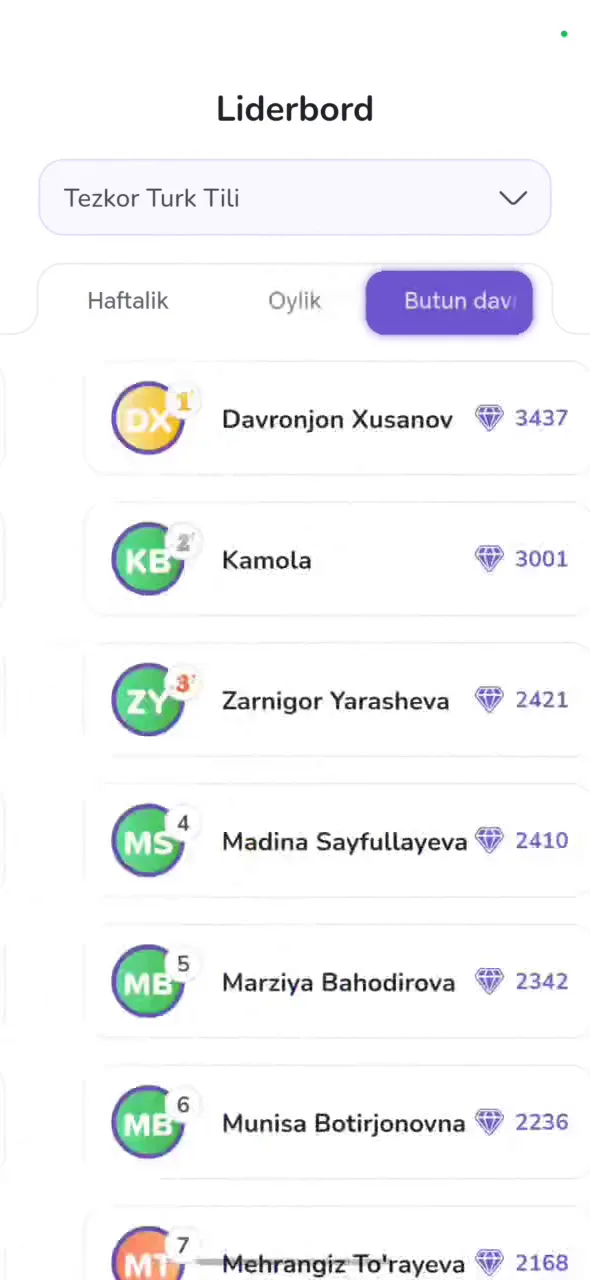 Liderbord
Tezkor Turk Tili
Haftalik Oylik Butun dav
DX 1 Davronjon Xusanov 3437
KB 2 Kamola 3001
ZY 3 Zarnigor Yarasheva 2421
MS 4 Madina Sayfullayeva 2410
MB 5 Marziya Bahodirova 2342
MB 6 Munisa Botirjonovna 2236
MT 7 Mehrangiz To'rayeva 2168